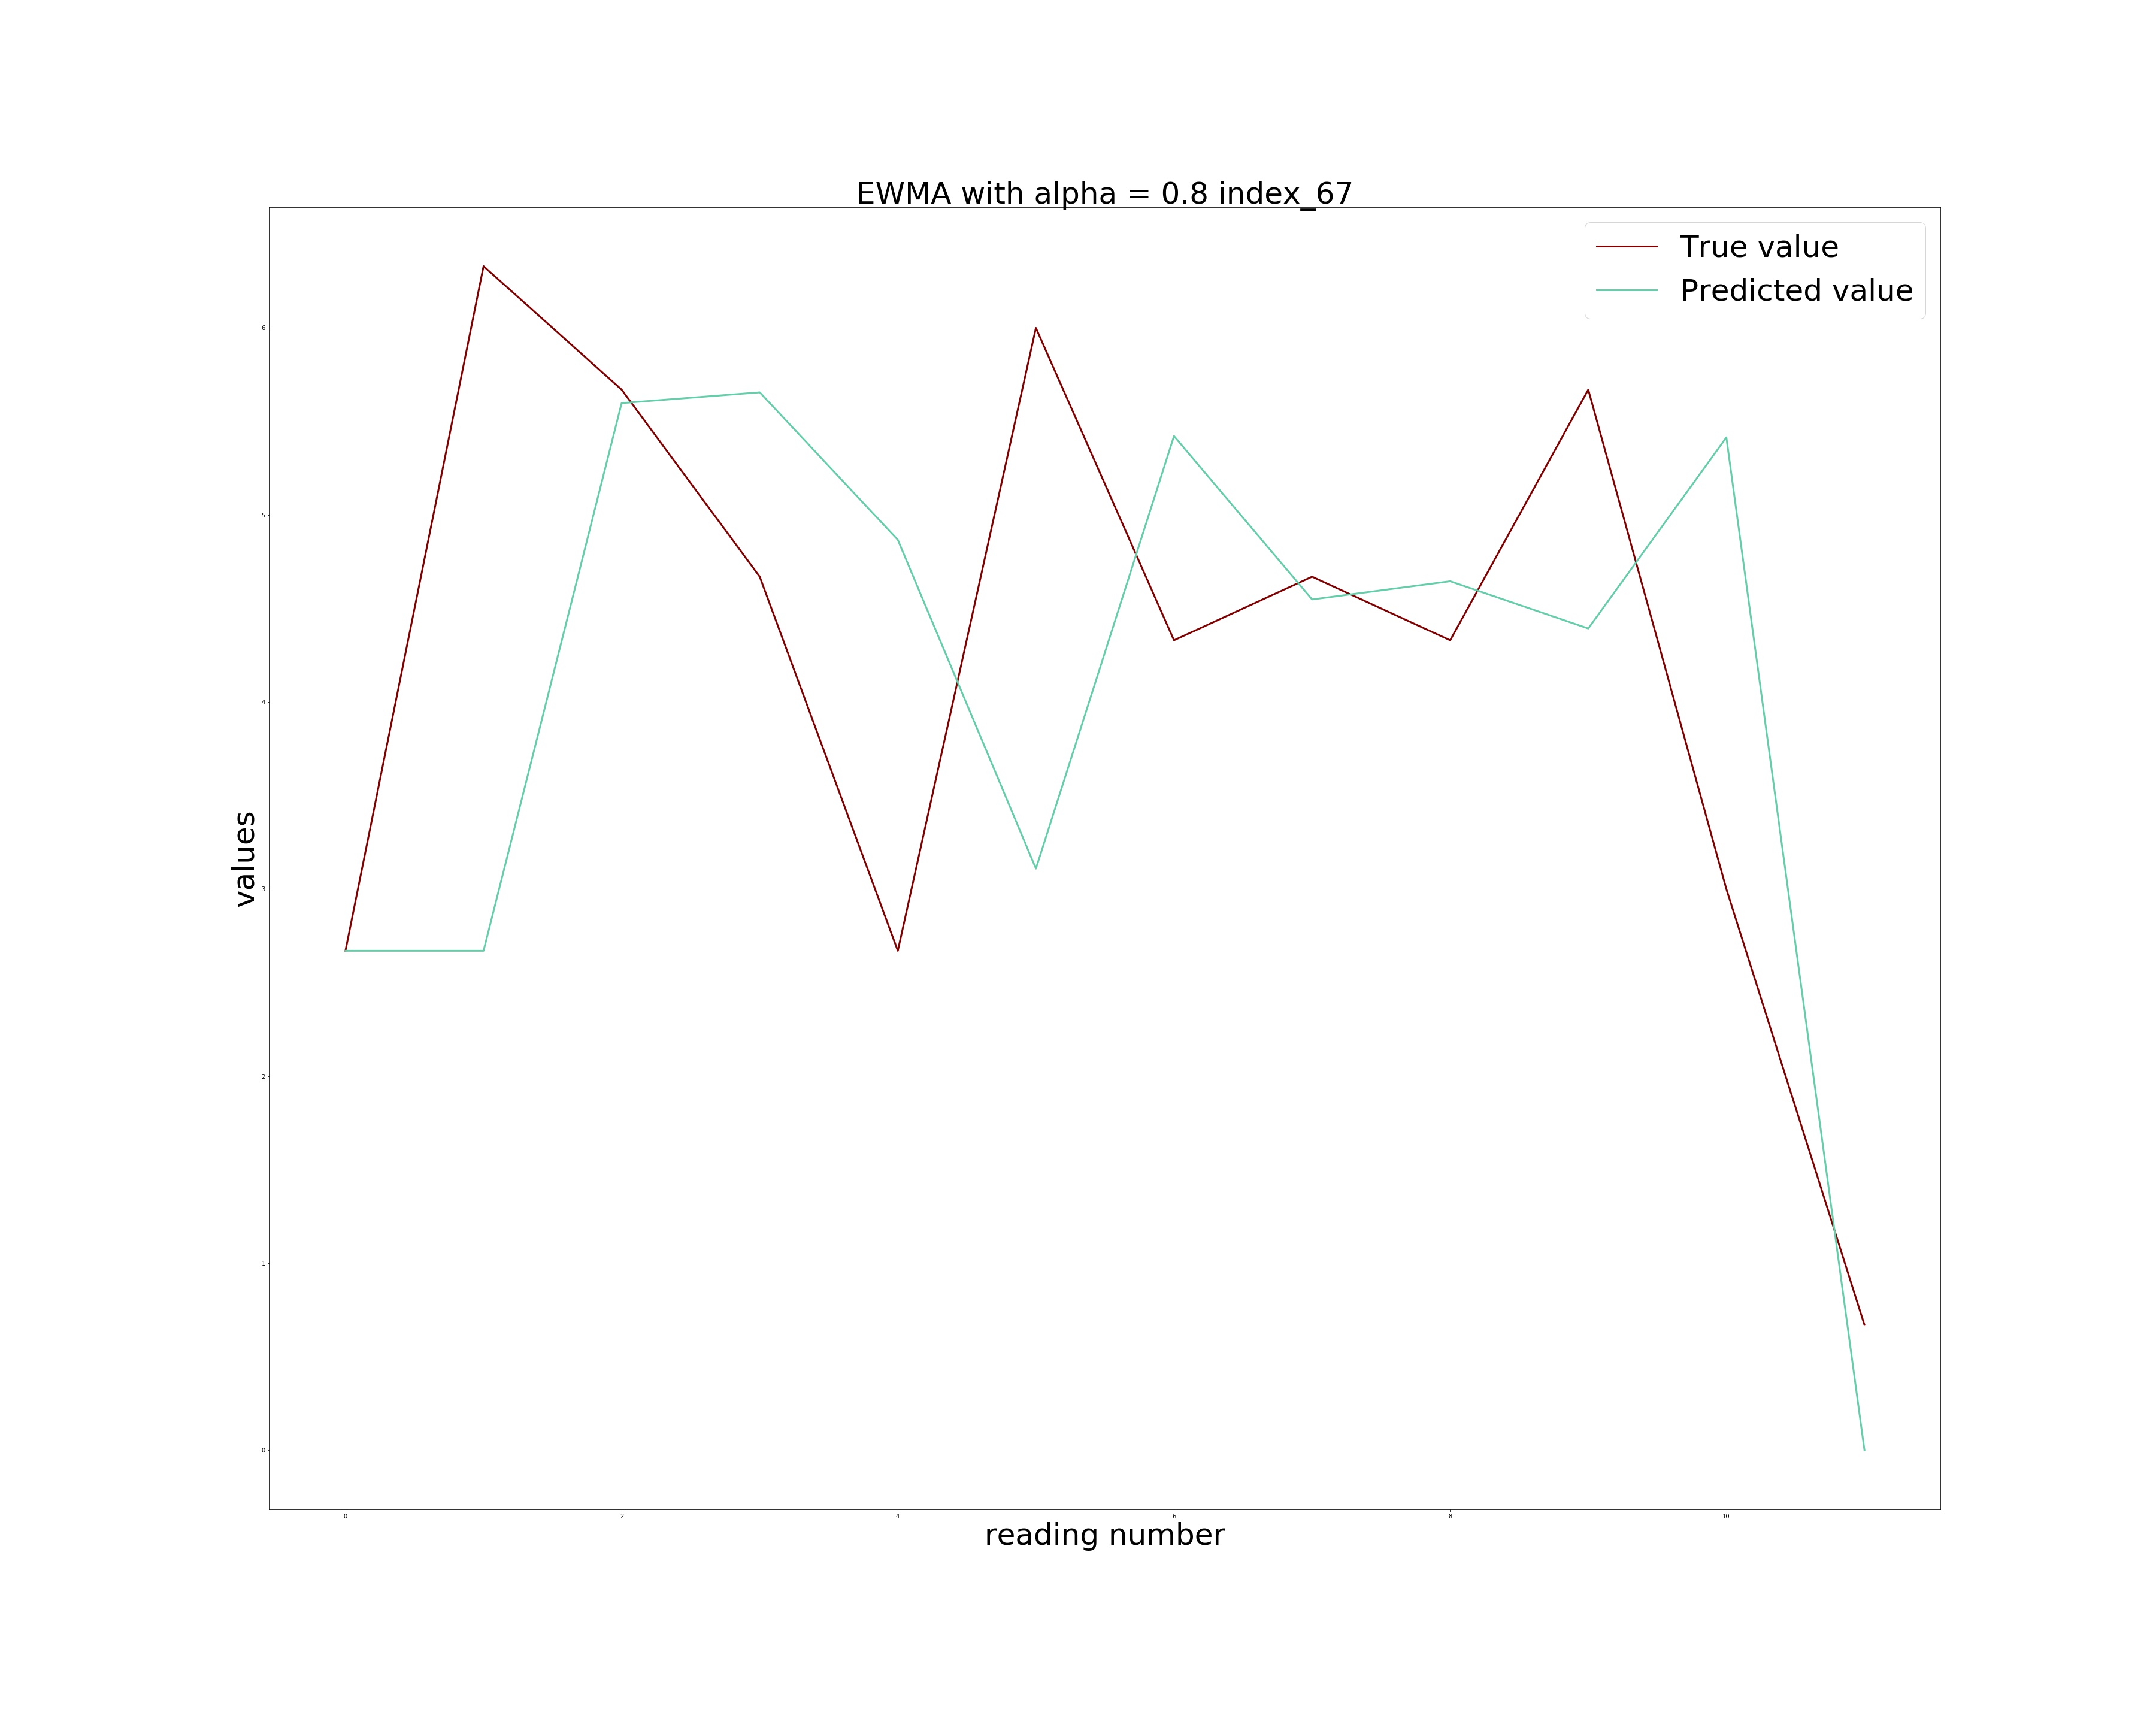 EWMA with alpha = 0.8 index_67
True value
Predicted value
6
5
4
3
2
1
0
values
0 2 4 6 8 10
reading number